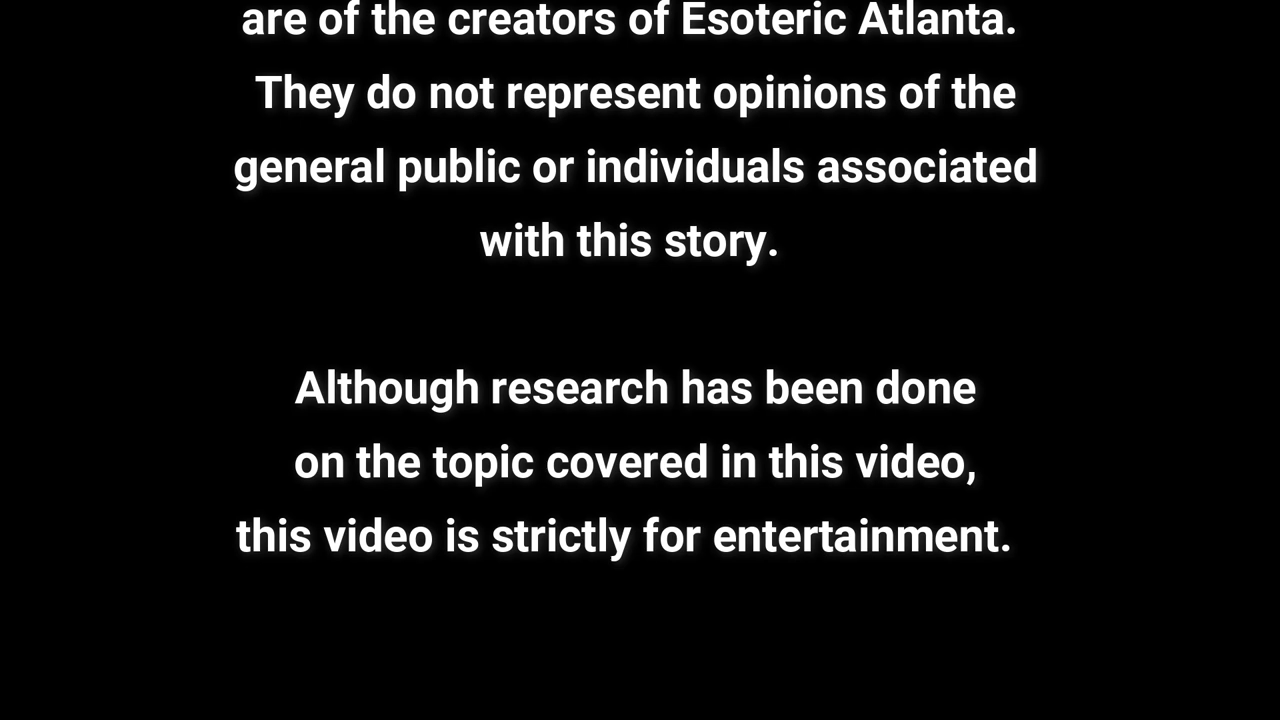 are of the creators of Esoteric Atlanta.
They do not represent opinions of the
general public or individuals associated
with this story.
Although research has been done
on the topic covered in this video,
this video is strictly for entertainment.